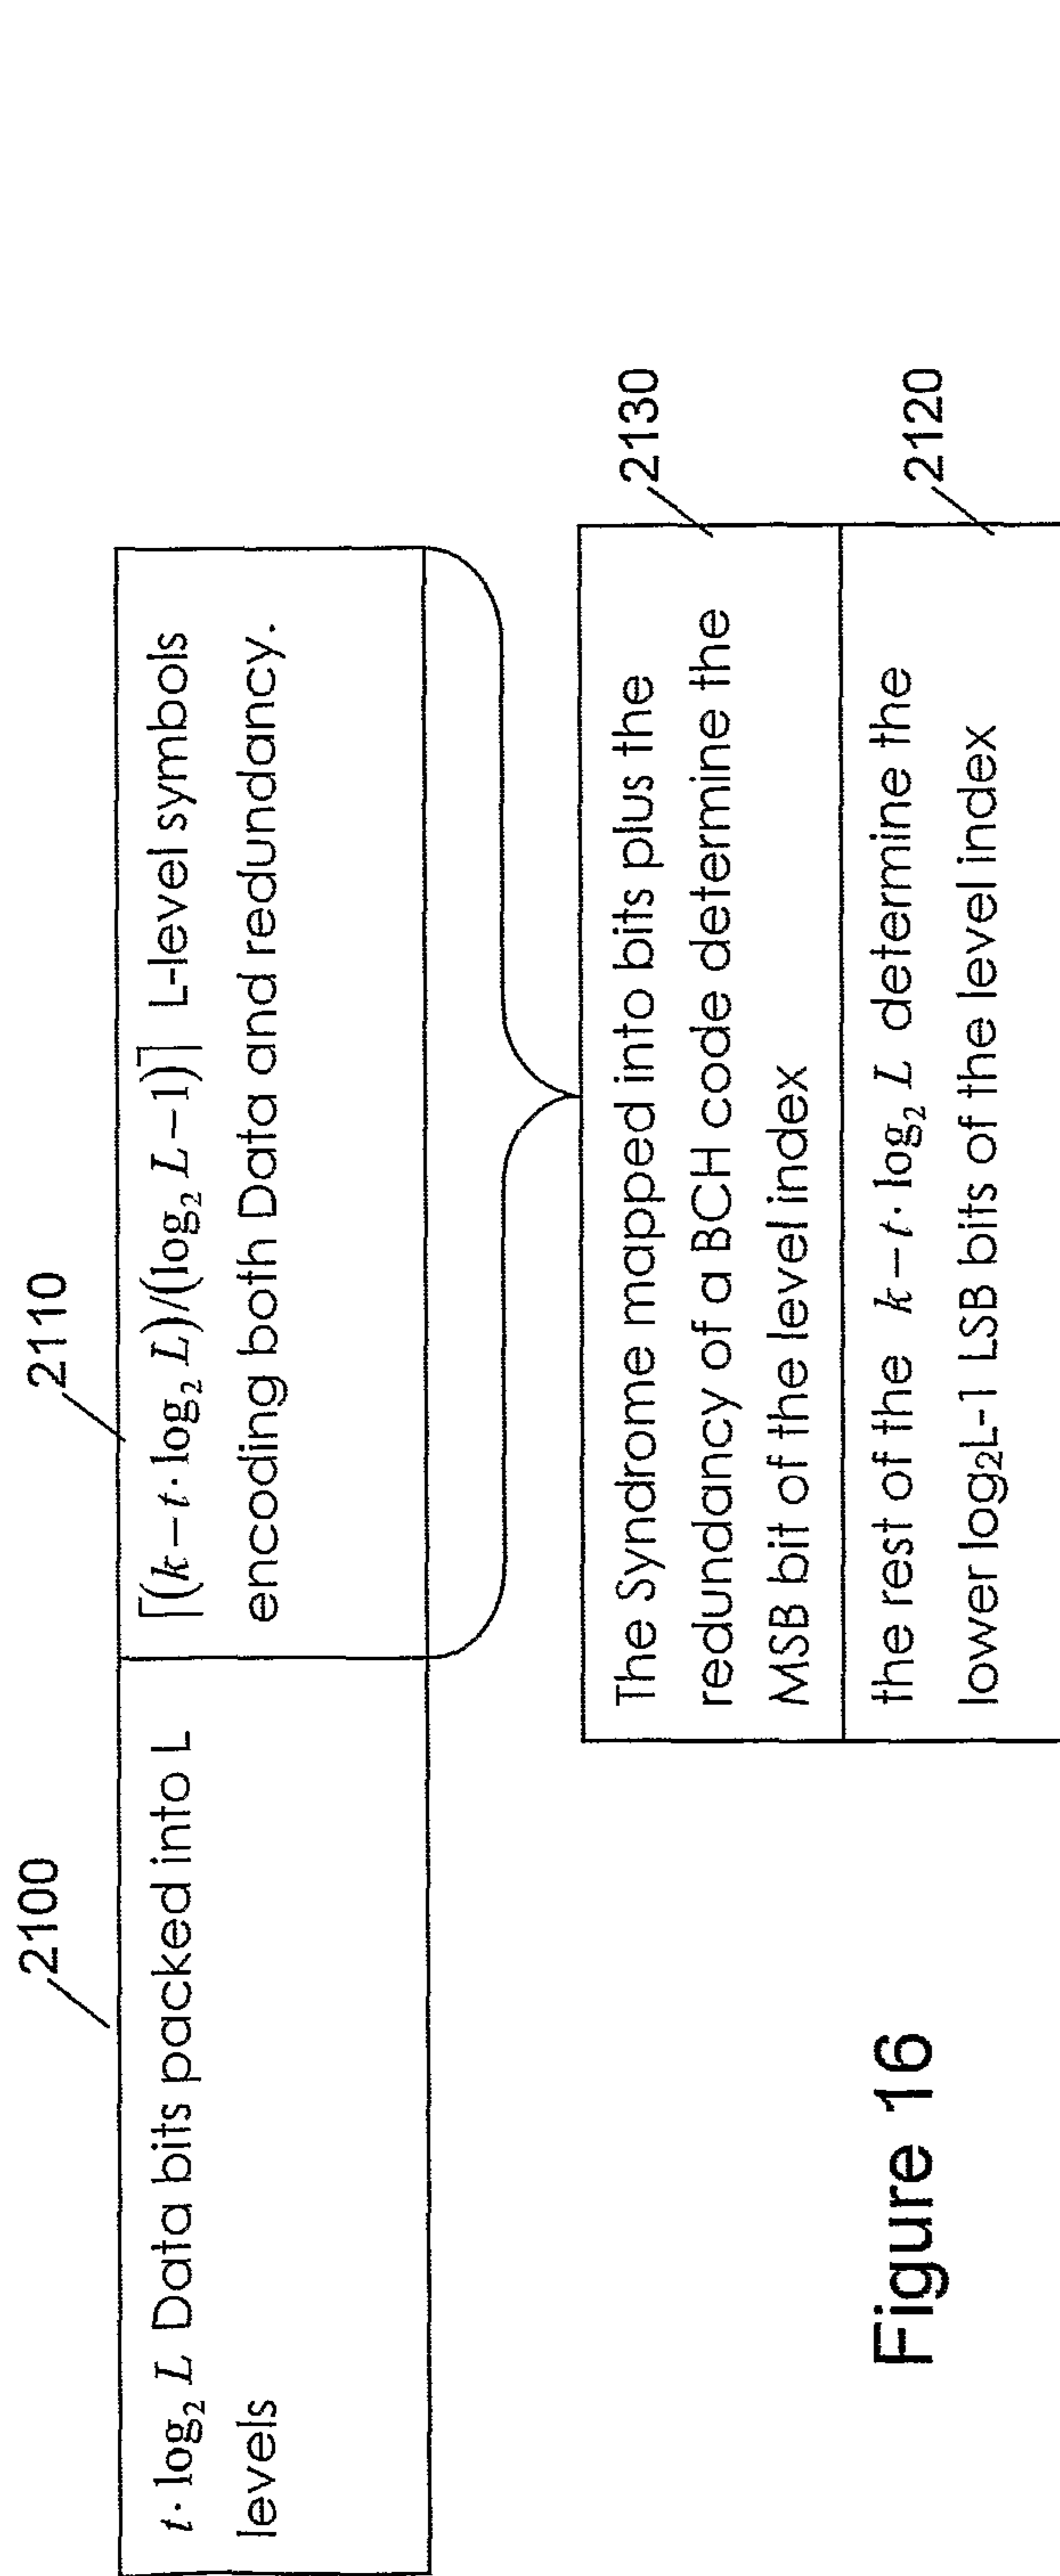 2100
t· log₂ L Data bits packed into L
levels
2110
⌈(k−t· log₂ L)/(log₂ L−1)⌉ L-level symbols
encoding both Data and redundancy.
The Syndrome mapped into bits plus the
redundancy of a BCH code determine the
MSB bit of the level index
2130
the rest of the k−t· log₂ L determine the
lower log₂L-1 LSB bits of the level index
2120
Figure 16